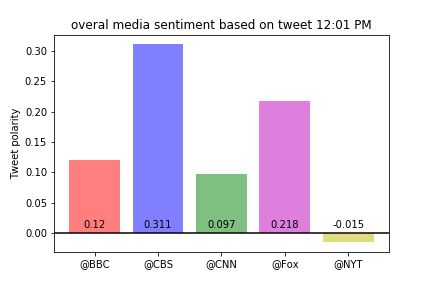 overal media sentiment based on tweet 12:01 PM
Tweet polarity
0.30
0.25
0.20
0.15
0.10
0.05
0.00
0.12 0.311 0.097 0.218 -0.015
@BBC @CBS @CNN @Fox @NYT